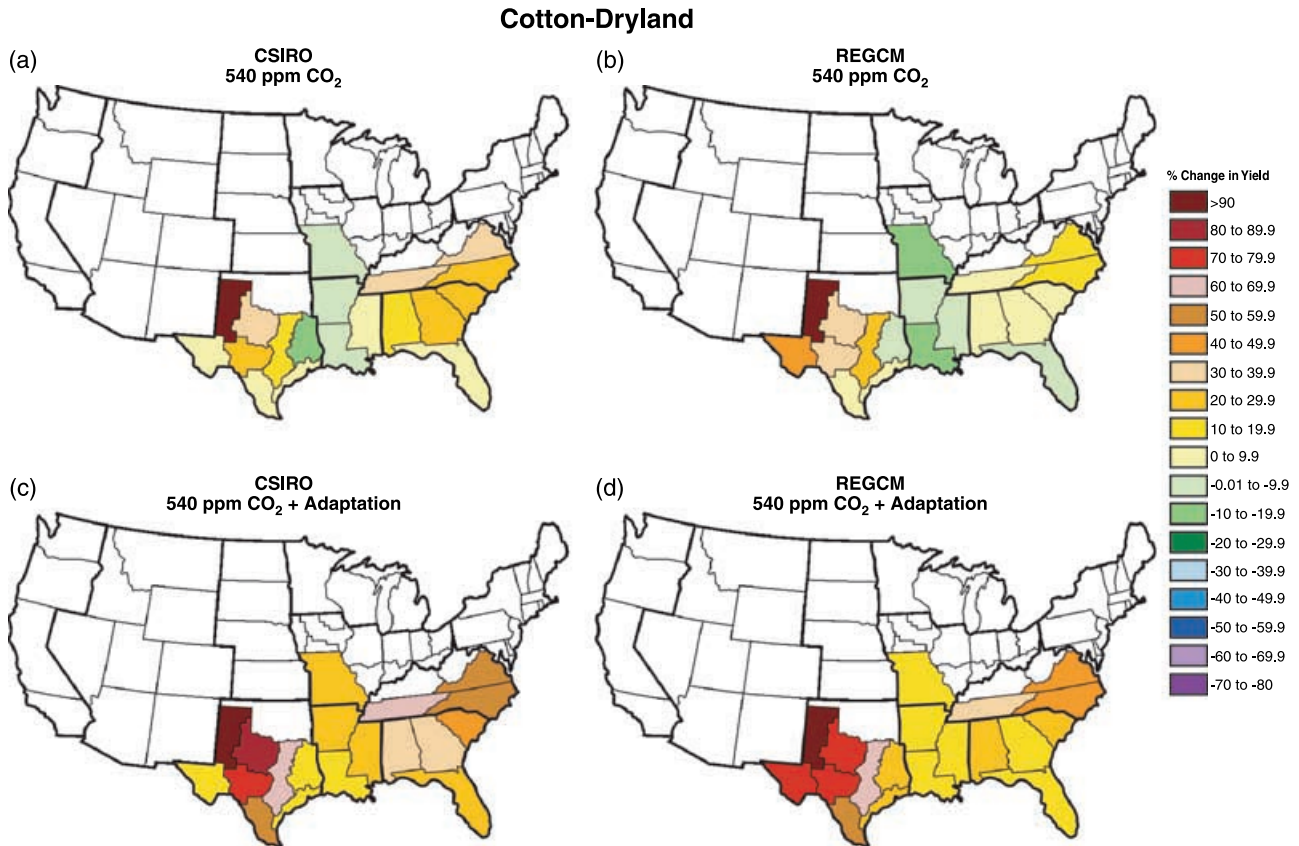 Cotton-Dryland
(a)
CSIRO
540 ppm CO₂
(b)
REGCM
540 ppm CO₂
% Change in Yield
>90
80 to 89.9
70 to 79.9
60 to 69.9
50 to 59.9
40 to 49.9
30 to 39.9
20 to 29.9
10 to 19.9
0 to 9.9
-0.01 to -9.9
-10 to -19.9
-20 to -29.9
-30 to -39.9
-40 to -49.9
-50 to -59.9
-60 to -69.9
-70 to -80
(c)
CSIRO
540 ppm CO₂ + Adaptation
(d)
REGCM
540 ppm CO₂ + Adaptation